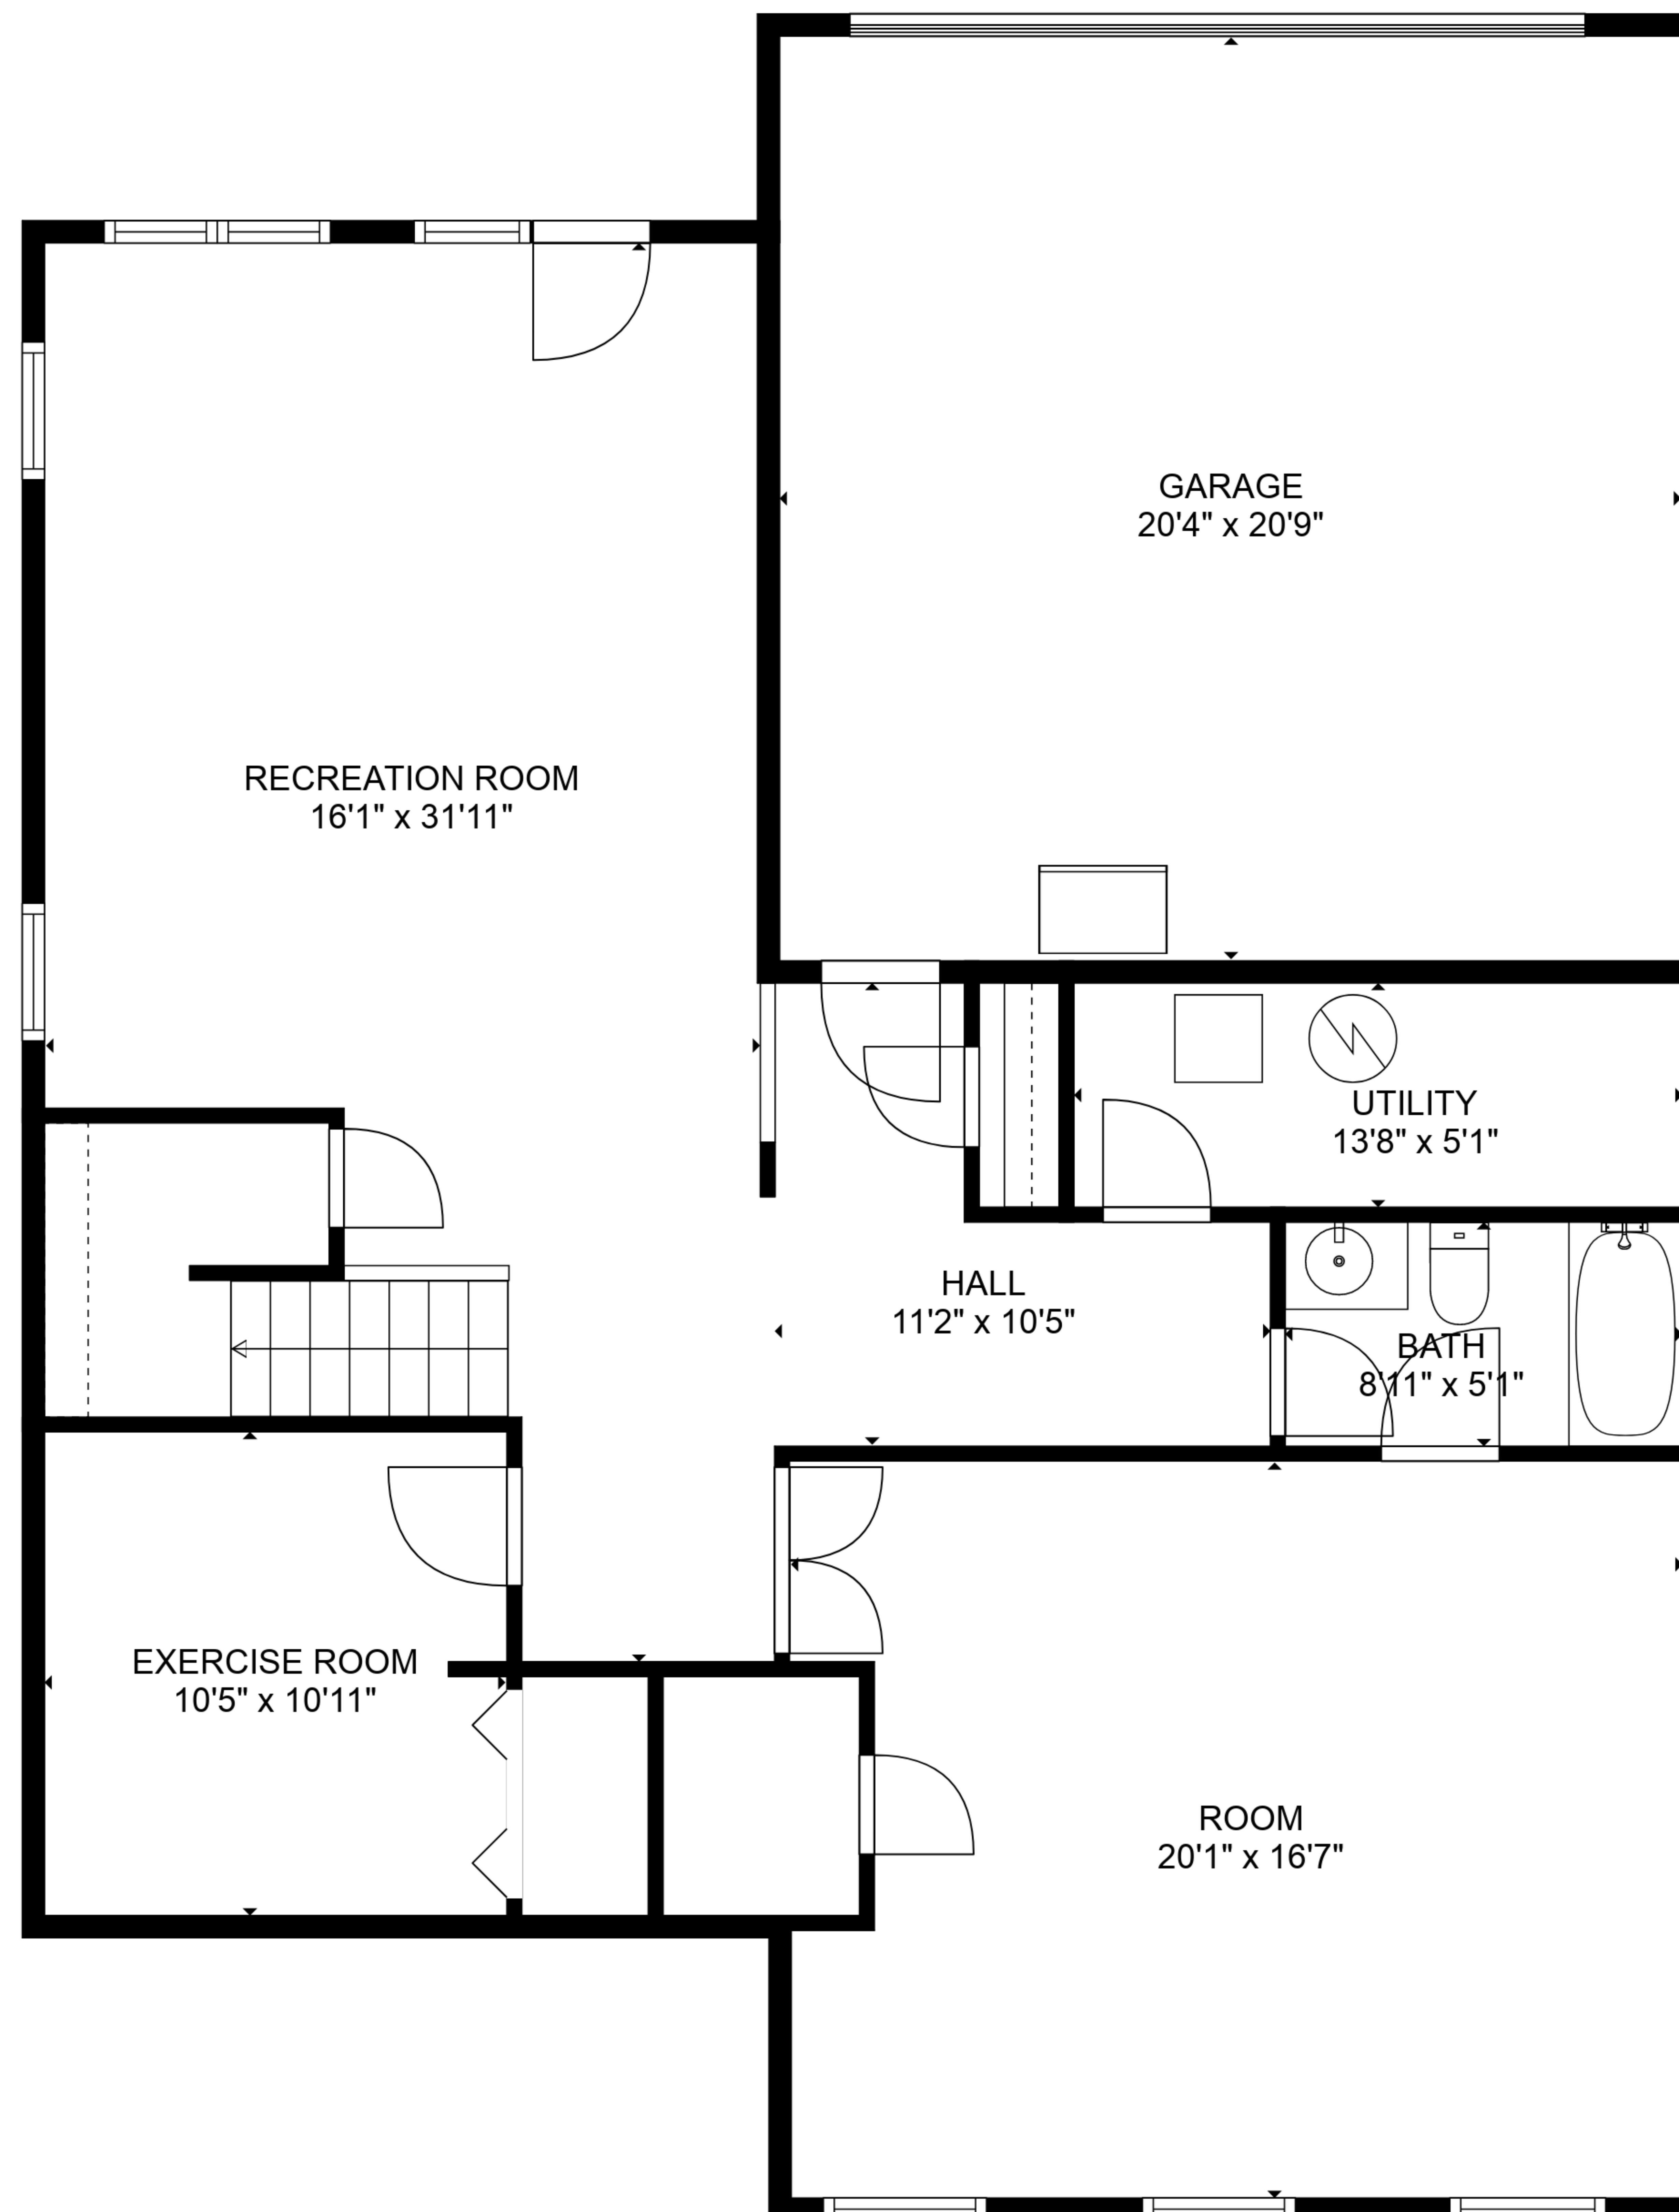 GARAGE
20'4" x 20'9"
RECREATION ROOM
16'1" x 31'11"
UTILITY
13'8" x 5'1"
HALL
11'2" x 10'5"
BATH
8'11" x 5'1"
EXERCISE ROOM
10'5" x 10'11"
ROOM
20'1" x 16'7"